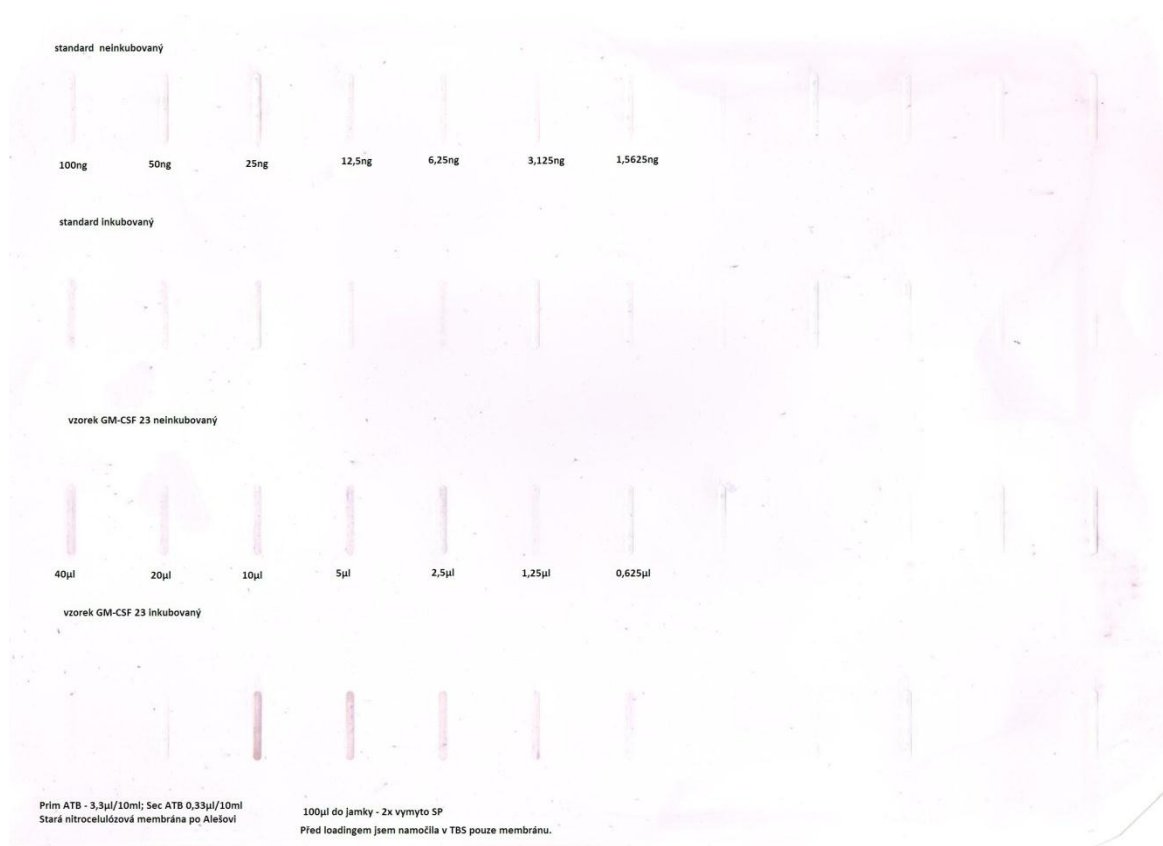 standard neinkubovaný
100ng 50ng 25ng 12,5ng 6,25ng 3,125ng 1,5625ng
standard inkubovaný
vzorek GM-CSF 23 neinkubovaný
40µl 20µl 10µl 5µl 2,5µl 1,25µl 0,625µl
vzorek GM-CSF 23 inkubovaný
Prim ATB - 3,3µl/10ml; Sec ATB 0,33µl/10ml
Stará nitrocelulózová membrána po Alešovi
100µl do jamky - 2x vymyto SP
Před loadingem jsem namočila v TBS pouze membránu.